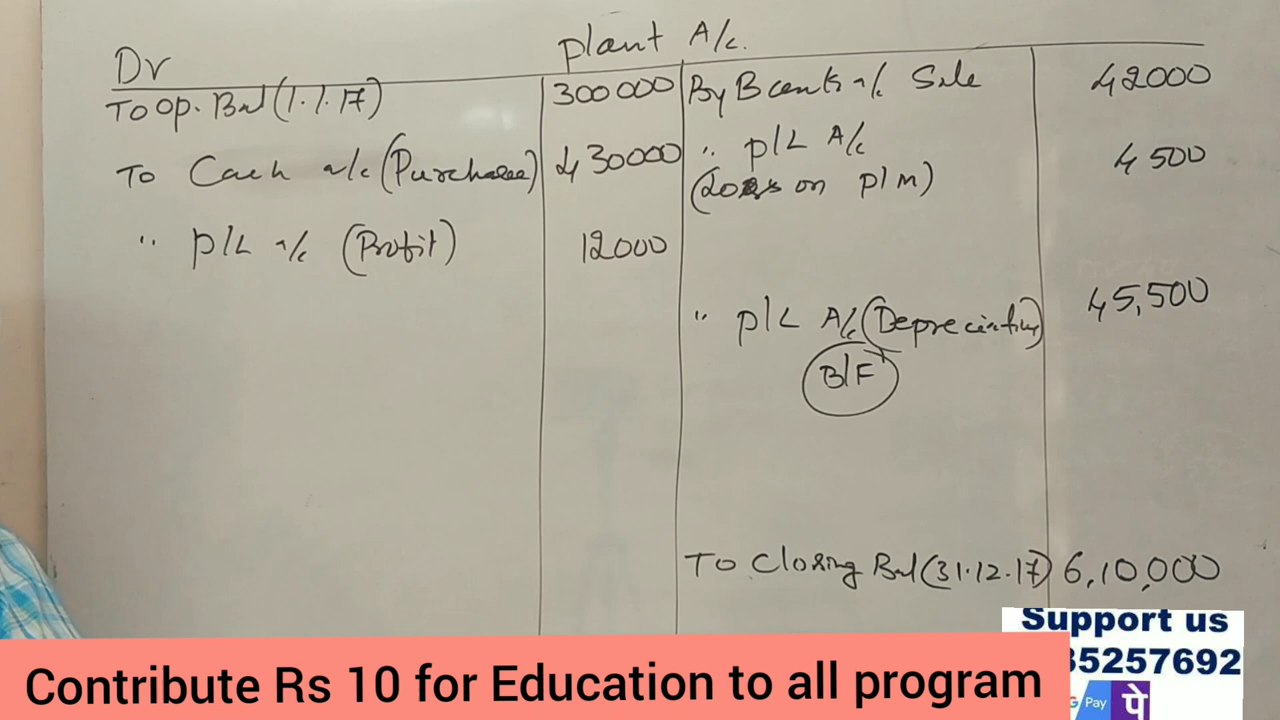 plant A/c.
Dr
To Op. Bal (1.1.17) 300000 By Bank a/c Sale 42000
To Cash a/c (Purchase) 430000 " P/L A/c 4500
(Loss on P/M)
" P/L a/c (Profit) 12000
" P/L A/c (Depreciation) 45,500
B/F
To Closing Bal (31.12.17) 6,10,000
Support us
35257692
G Pay पे
Contribute Rs 10 for Education to all program